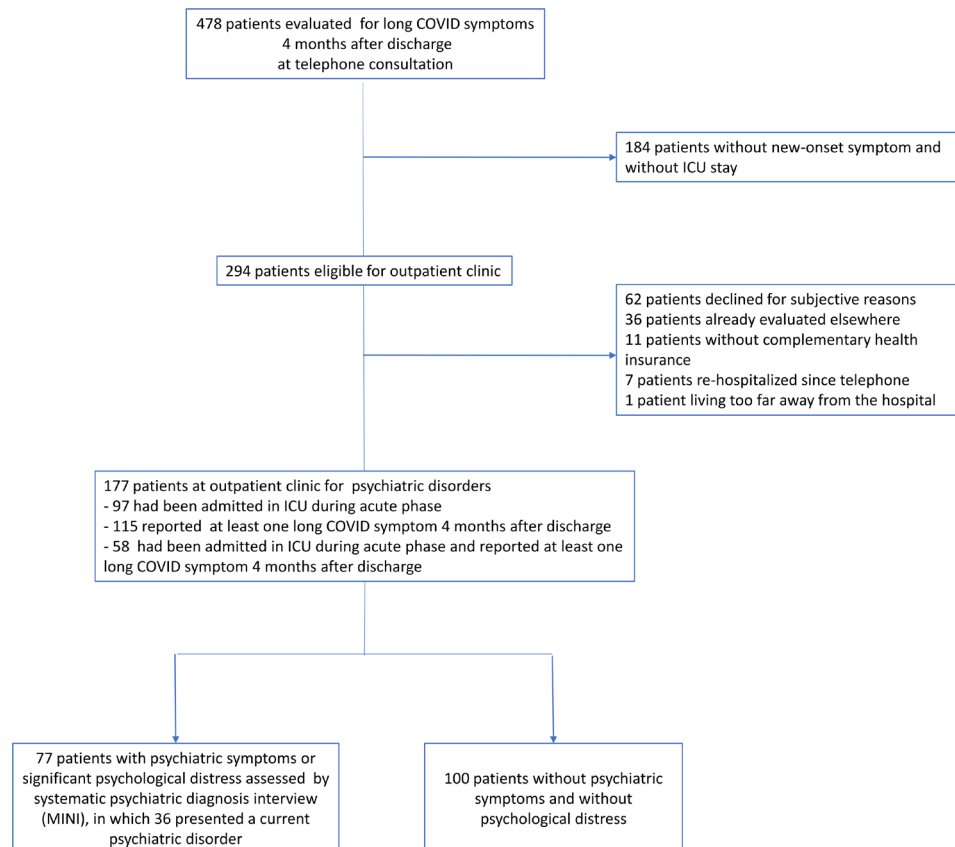 478 patients evaluated for long COVID symptoms
4 months after discharge
at telephone consultation
184 patients without new-onset symptom and
without ICU stay
294 patients eligible for outpatient clinic
62 patients declined for subjective reasons
36 patients already evaluated elsewhere
11 patients without complementary health
insurance
7 patients re-hospitalized since telephone
1 patient living too far away from the hospital
177 patients at outpatient clinic for psychiatric disorders
- 97 had been admitted in ICU during acute phase
- 115 reported at least one long COVID symptom 4 months after discharge
- 58 had been admitted in ICU during acute phase and reported at least one
long COVID symptom 4 months after discharge
77 patients with psychiatric symptoms or
significant psychological distress assessed by
systematic psychiatric diagnosis interview
(MINI), in which 36 presented a current
psychiatric disorder
100 patients without psychiatric
symptoms and without
psychological distress